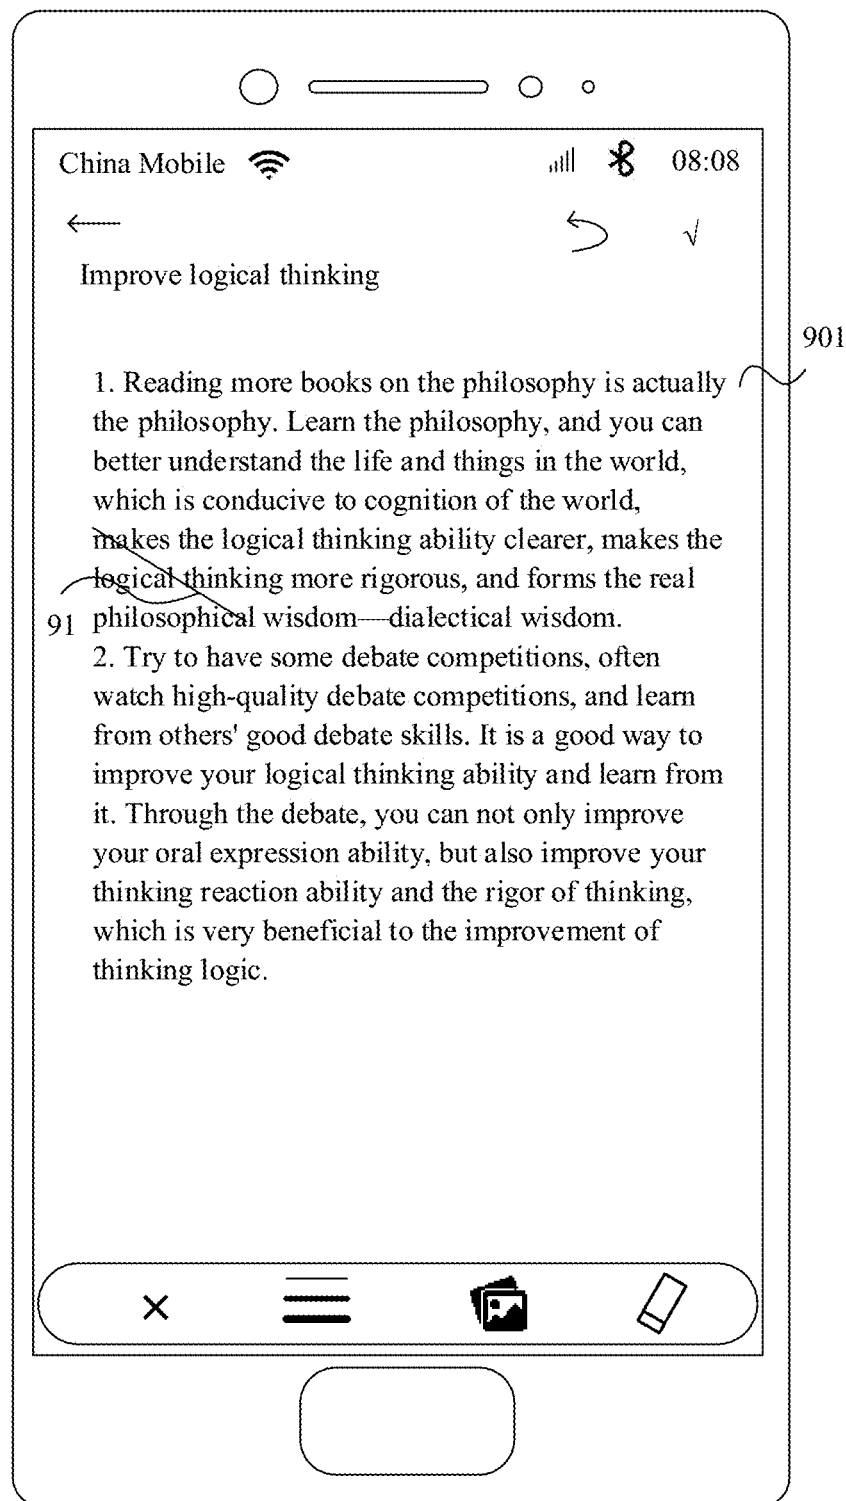 China Mobile 08:08
√
Improve logical thinking
901
1. Reading more books on the philosophy is actually
the philosophy. Learn the philosophy, and you can
better understand the life and things in the world,
which is conducive to cognition of the world,
makes the logical thinking ability clearer, makes the
logical thinking more rigorous, and forms the real
91 philosophical wisdom—dialectical wisdom.
2. Try to have some debate competitions, often
watch high-quality debate competitions, and learn
from others' good debate skills. It is a good way to
improve your logical thinking ability and learn from
it. Through the debate, you can not only improve
your oral expression ability, but also improve your
thinking reaction ability and the rigor of thinking,
which is very beneficial to the improvement of
thinking logic.